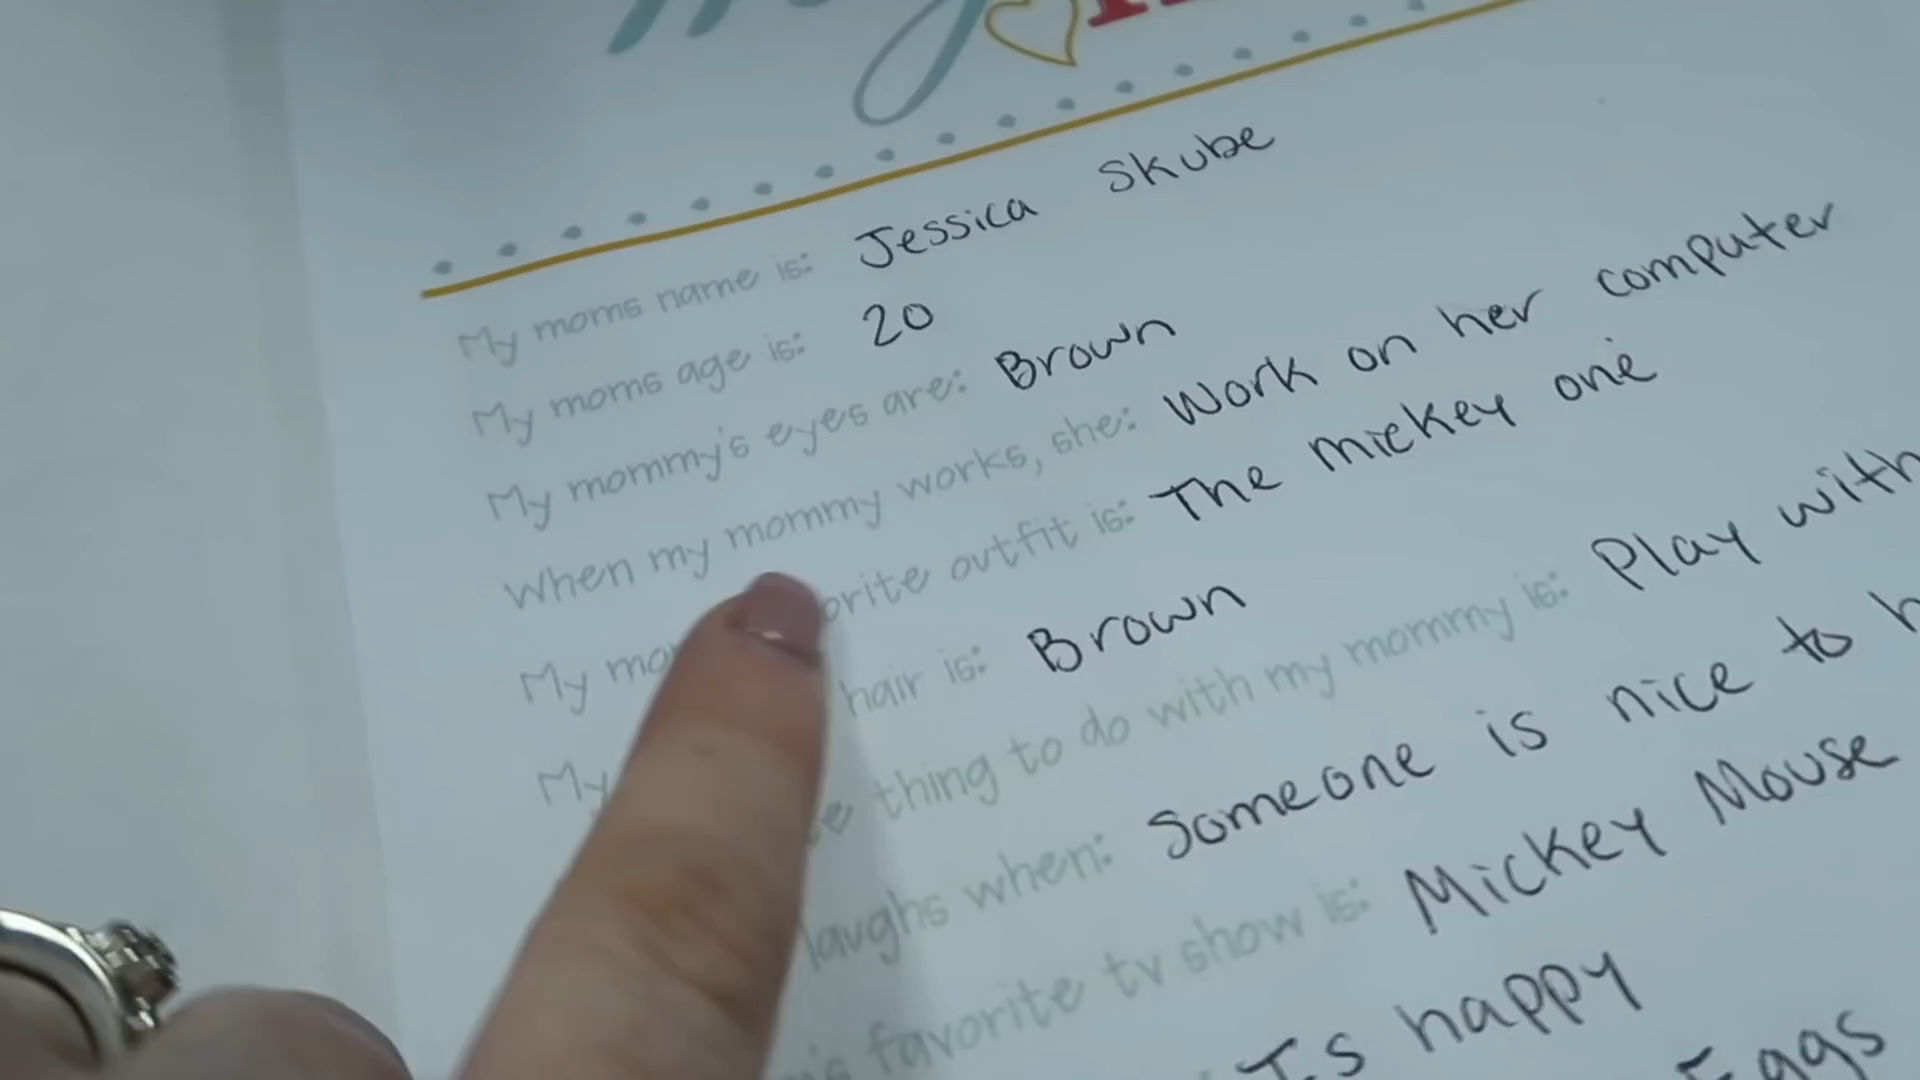 My moms name is: Jessica Skube
My moms age is: 20
My mommy's eyes are: Brown
When my mommy works, she: Work on her computer
My outfit is: The mickey one
My hair is: Brown
thing to do with my mommy is: Play with
laughs when: Someone is nice to
favorite tv show is: Mickey Mouse
Is happy
Eggs